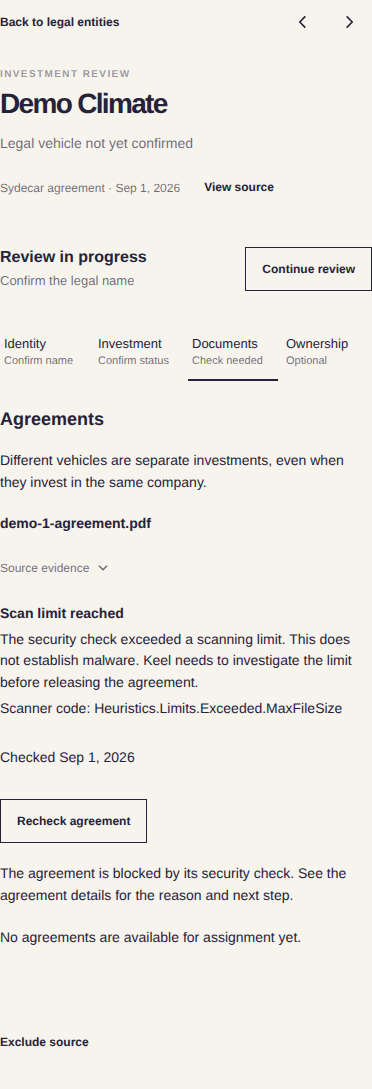 Back to legal entities
INVESTMENT REVIEW
Demo Climate
Legal vehicle not yet confirmed
Sydecar agreement · Sep 1, 2026 View source
Review in progress
Confirm the legal name
Continue review
Identity Investment Documents Ownership
Confirm name Confirm status Check needed Optional
Agreements
Different vehicles are separate investments, even when
they invest in the same company.
demo-1-agreement.pdf
Source evidence
Scan limit reached
The security check exceeded a scanning limit. This does
not establish malware. Keel needs to investigate the limit
before releasing the agreement.
Scanner code: Heuristics.Limits.Exceeded.MaxFileSize
Checked Sep 1, 2026
Recheck agreement
The agreement is blocked by its security check. See the
agreement details for the reason and next step.
No agreements are available for assignment yet.
Exclude source